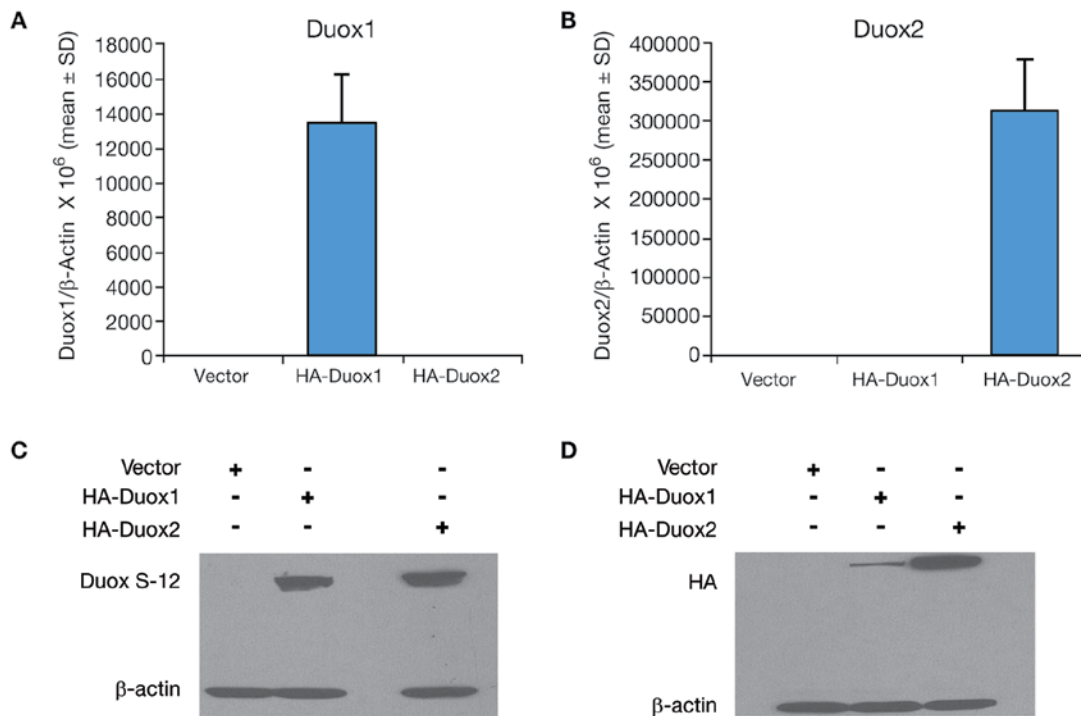 A
Duox1
Duox1/β-Actin X 10⁶ (mean ± SD)
18000
16000
14000
12000
10000
8000
6000
4000
2000
0
Vector HA-Duox1 HA-Duox2
B
Duox2
Duox2/β-Actin X 10⁶ (mean ± SD)
400000
350000
300000
250000
200000
150000
100000
50000
0
Vector HA-Duox1 HA-Duox2
C
Vector + - -
HA-Duox1 - + -
HA-Duox2 - - +
Duox S-12
β-actin
D
Vector + - -
HA-Duox1 - + -
HA-Duox2 - - +
HA
β-actin